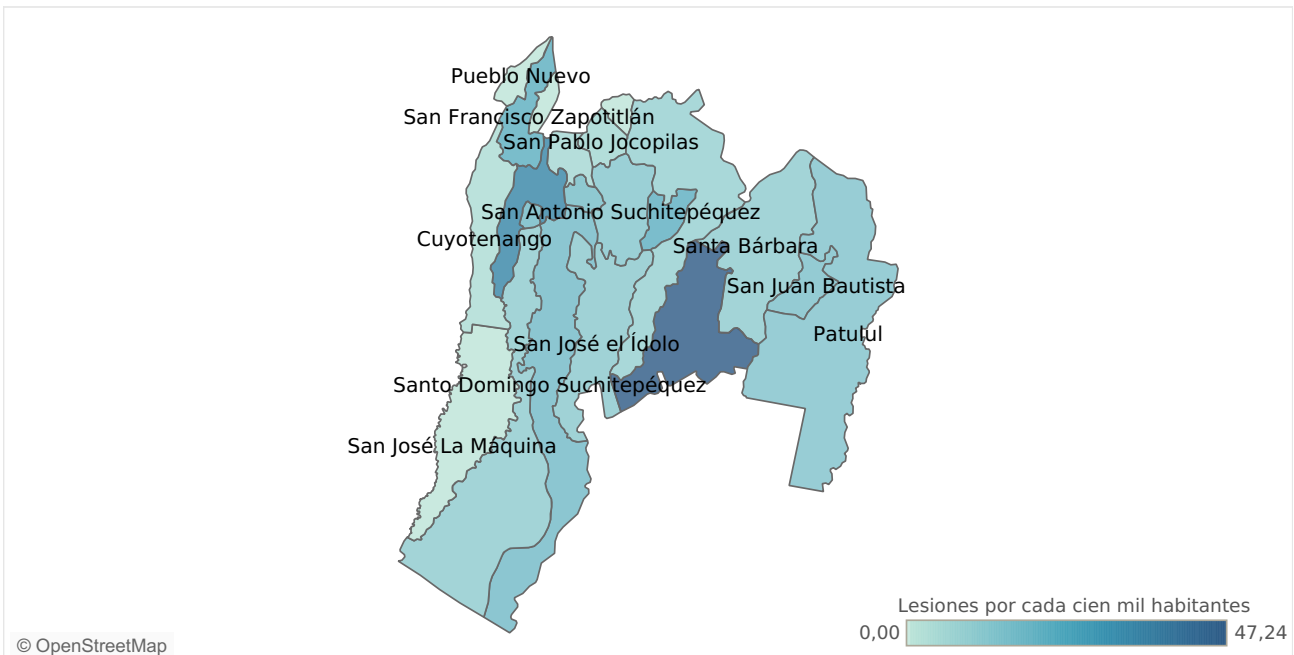 Pueblo Nuevo
San Francisco Zapotitlán
San Pablo Jocopilas
San Antonio Suchitepéquez
Cuyotenango
Santa Bárbara
San Juan Bautista
Patulul
San José el Ídolo
Santo Domingo Suchitepéquez
San José La Máquina
Lesiones por cada cien mil habitantes
0,00
47,24
© OpenStreetMap